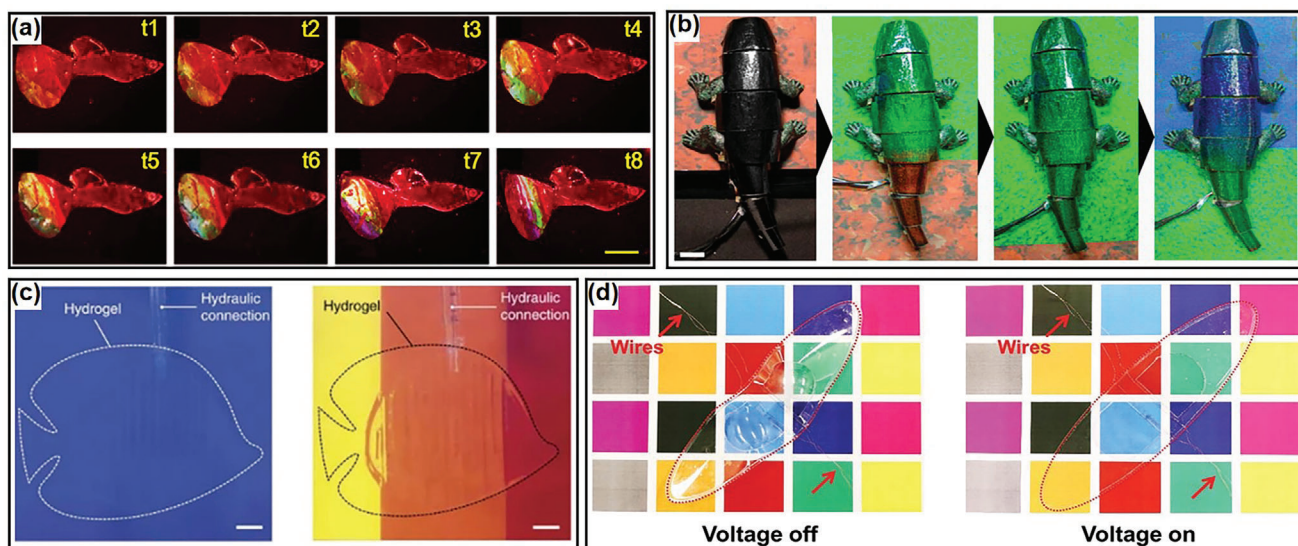 (a)
t1
t2
t3
t4
t5
t6
t7
t8
(b)
(c)
Hydrogel
Hydraulic
connection
Hydrogel
Hydraulic
connection
(d)
Wires
Voltage off
Wires
Voltage on